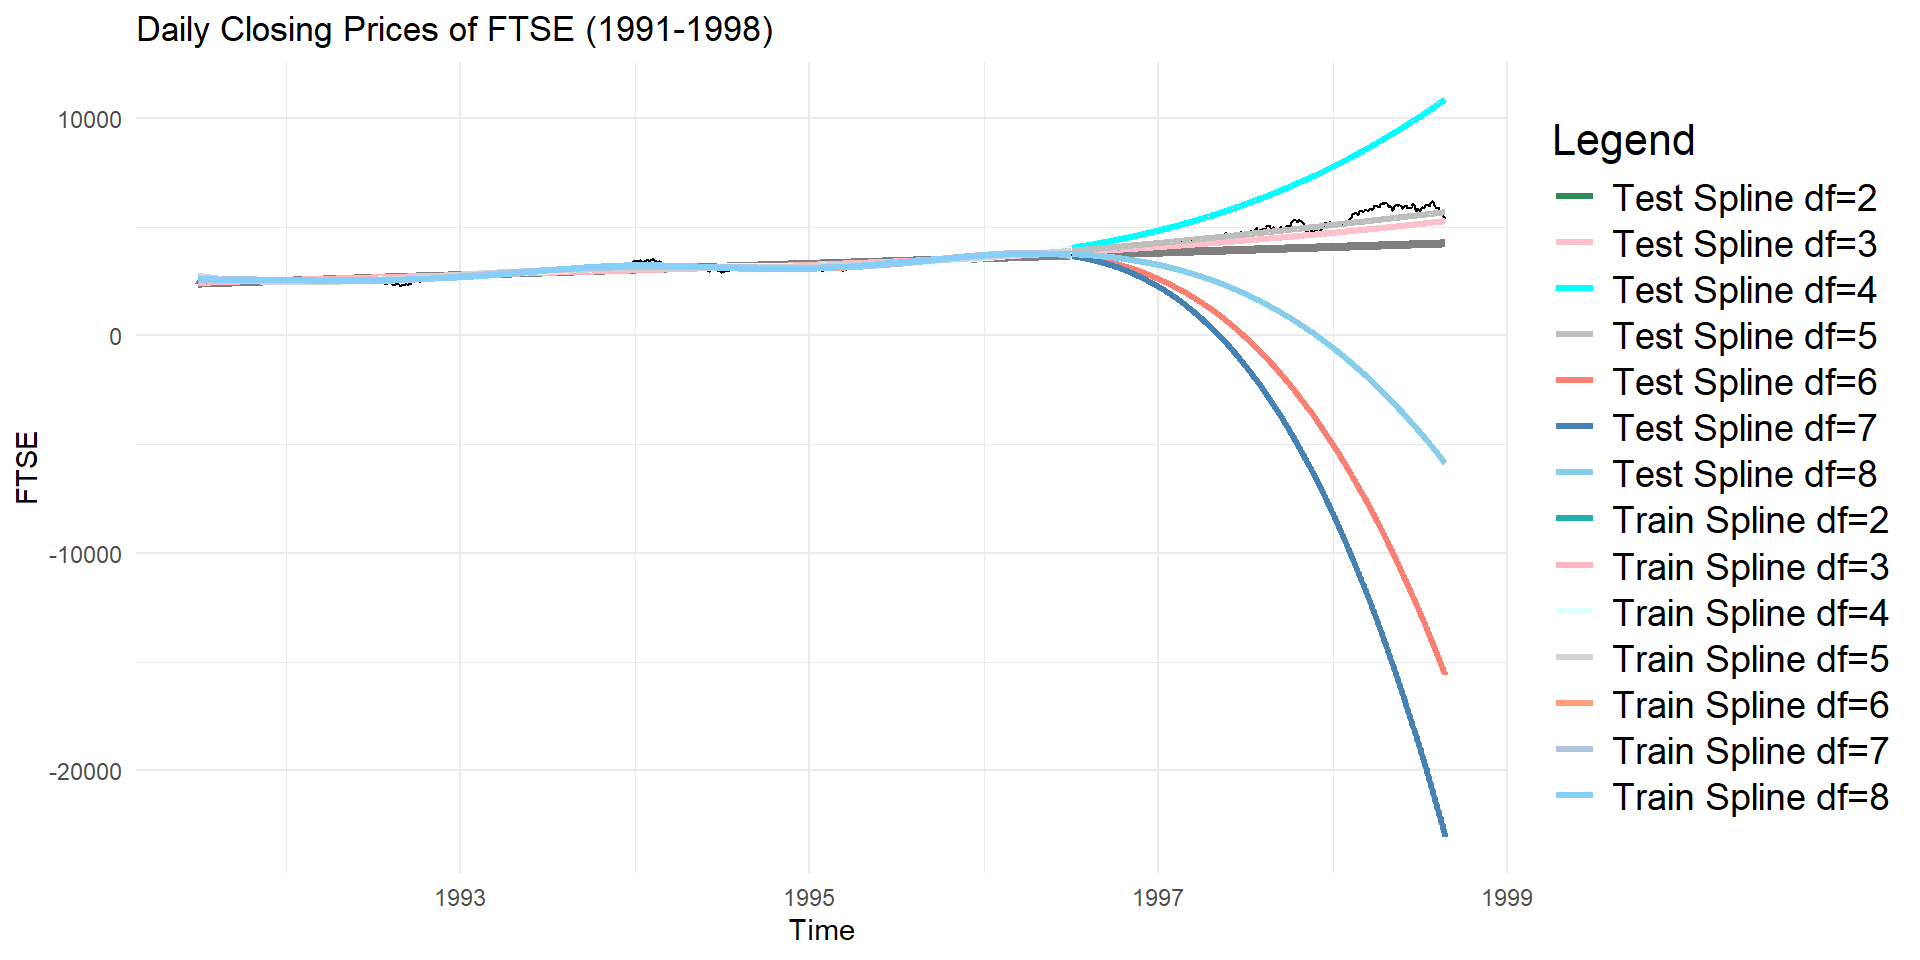 Daily Closing Prices of FTSE (1991-1998)
10000
0
-10000
-20000
FTSE
1993
1995
1997
1999
Time
Legend
Test Spline df=2
Test Spline df=3
Test Spline df=4
Test Spline df=5
Test Spline df=6
Test Spline df=7
Test Spline df=8
Train Spline df=2
Train Spline df=3
Train Spline df=4
Train Spline df=5
Train Spline df=6
Train Spline df=7
Train Spline df=8